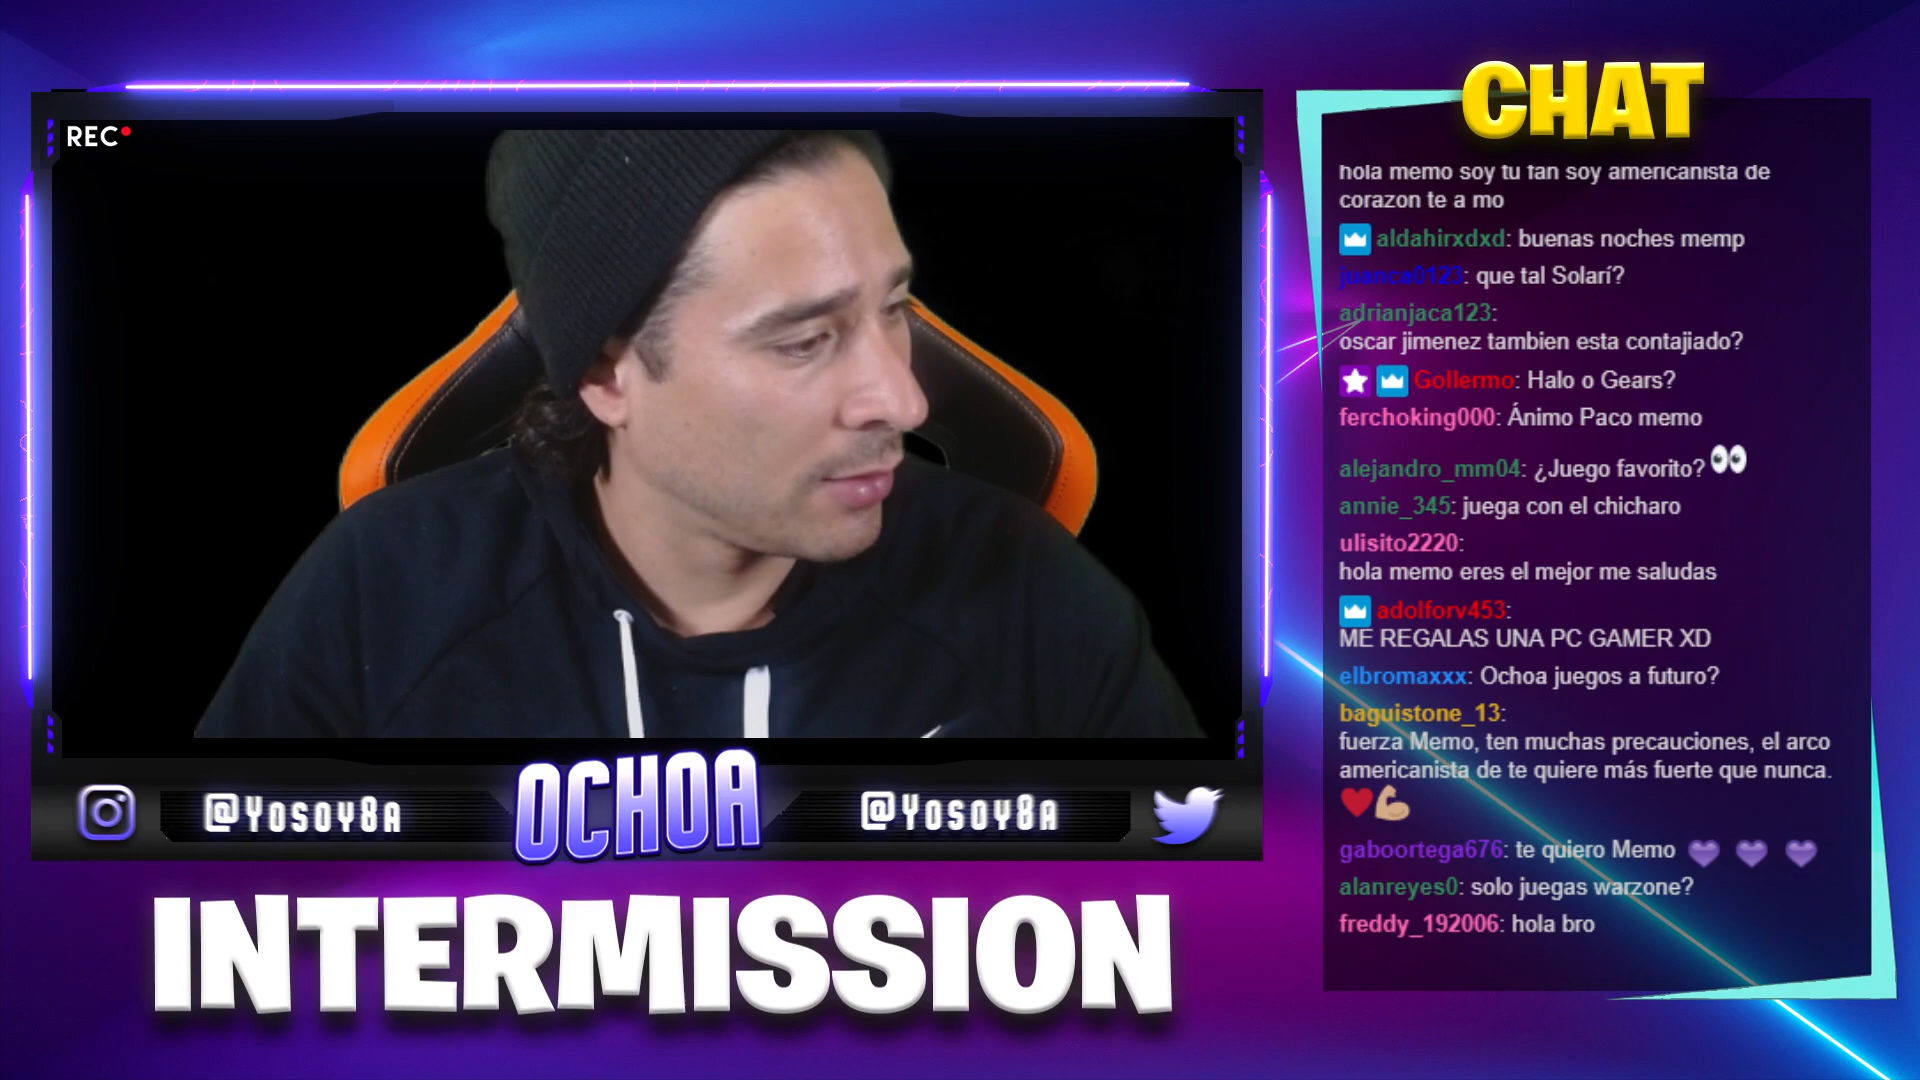 REC
CHAT
hola memo soy tu fan soy americanista de
corazon te a mo
aldahirxdxd: buenas noches memp
juanca0123: que tal Solarí?
adrianjaca123:
oscar jimenez tambien esta contajiado?
Gollermo: Halo o Gears?
ferchoking000: Ánimo Paco memo
alejandro_mm04: ¿Juego favorito? 👀
annie_345: juega con el chicharo
ulisito2220:
hola memo eres el mejor me saludas
adolforv453:
ME REGALAS UNA PC GAMER XD
elbromaxxx: Ochoa juegos a futuro?
baguistone_13:
fuerza Memo, ten muchas precauciones, el arco
americanista de te quiere más fuerte que nunca.
❤️💪🏼
gaboortega676: te quiero Memo 💜 💜 💜
alanreyes0: solo juegas warzone?
freddy_192006: hola bro
@Yosoy8a
OCHOA
@Yosoy8a
INTERMISSION